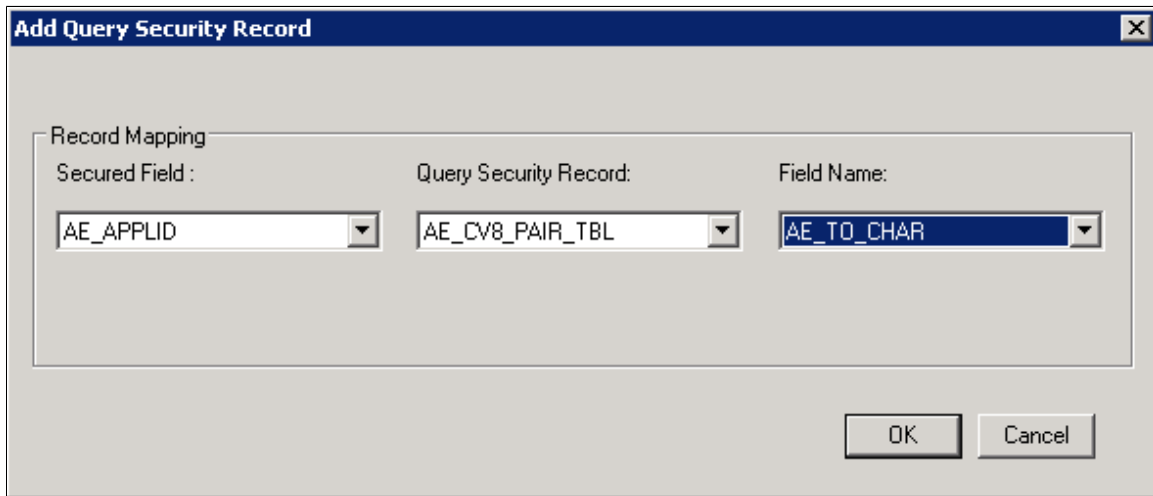 Add Query Security Record
Record Mapping
Secured Field : Query Security Record: Field Name:
AE_APPLID AE_CV8_PAIR_TBL AE_TO_CHAR
OK Cancel